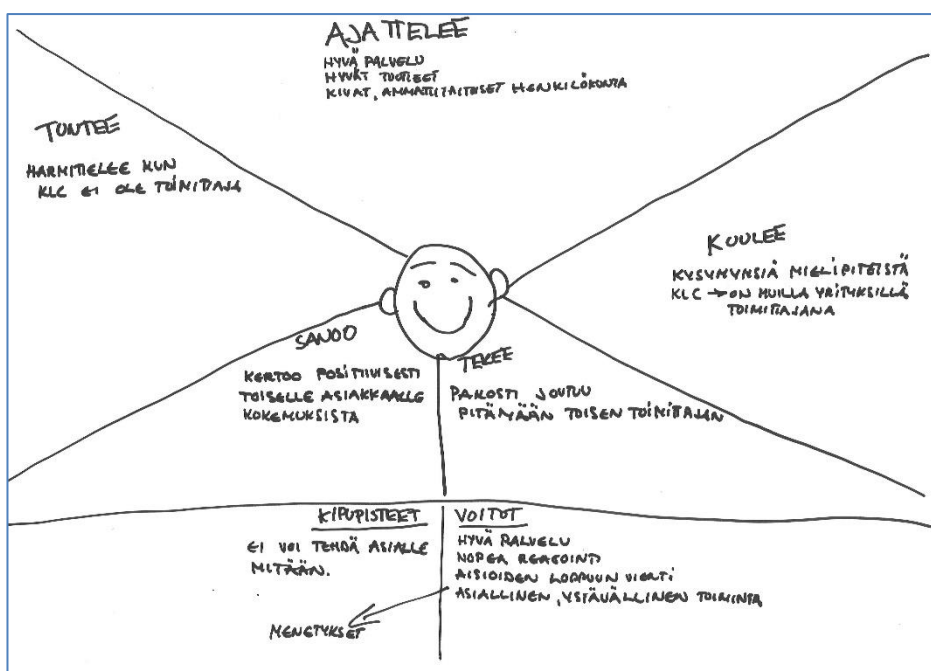 AJATTELEE
HYVÄ PALVELU
HYVÄT TUOTTEET
KIVAT, AMMATTITAITOISET HENKILÖKUNTA
TUNTEE
HARMITTELEE KUN
KLC EI OLE TOIMITTAJA
KUULEE
KYSYMYKSIÄ MIELIPITEISTÄ
KLC → ON MUILLA YRITYKSILLÄ
TOIMITTAJANA
SANOO
KERTOO POSITIIVISESTI
TOISELLE ASIAKKAALLE
KOKEMUKSISTA
TEKEE
PAKOSTI JOUTUU
PITÄMÄÄN TOISEN TOIMITTAJAN
KIPUPISTEET
EI VOI TEHDÄ ASIALLE
MITÄÄN.
MENETYKSET
VOITOT
HYVÄ PALVELU
NOPEA REAGOINTI
ASIOIDEN LOPPUUN VIENTI
ASIALLINEN, YSTÄVÄLLINEN TOIMINTA